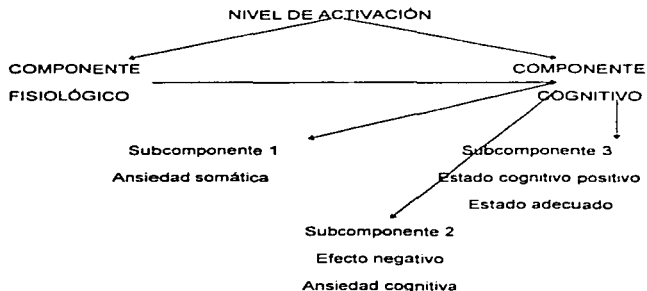 NIVEL DE ACTIVACIÓN
COMPONENTE
FISIOLÓGICO
COMPONENTE
COGNITIVO
Subcomponente 1
Ansiedad somática
Subcomponente 3
Estado cognitivo positivo
Estado adecuado
Subcomponente 2
Efecto negativo
Ansiedad cognitiva